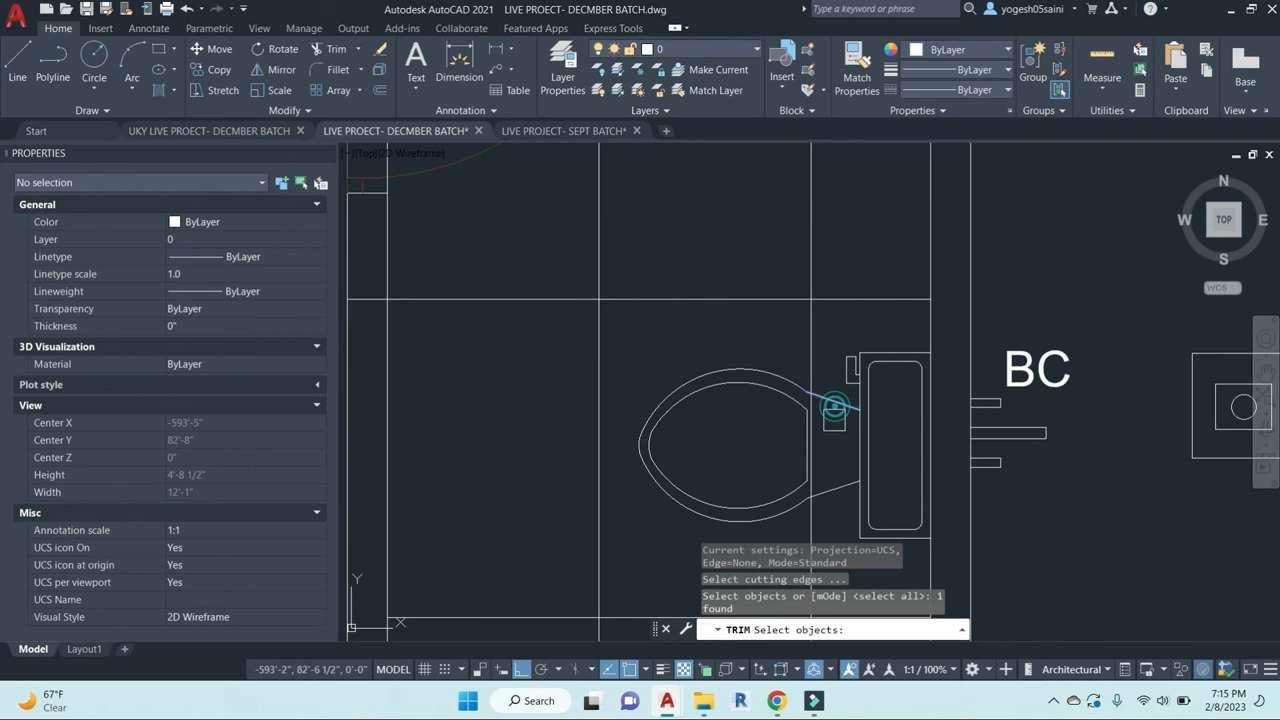 Autodesk AutoCAD 2021 LIVE PROECT- DECMBER BATCH.dwg
Type a keyword or phrase
yogesh05saini
Home Insert Annotate Parametric View Manage Output Add-ins Collaborate Featured Apps Express Tools
Line Polyline Circle Arc
Move Rotate Trim
Copy Mirror Fillet
Stretch Scale Array
Text Dimension Table
Layer Properties
0
Make Current
Match Layer
Insert
Match Properties
ByLayer
ByLayer
ByLayer
Group
Measure
Paste
Base
Draw Modify Annotation Layers Block Properties Groups Utilities Clipboard View
Start UKY LIVE PROECT- DECMBER BATCH LIVE PROECT- DECMBER BATCH* LIVE PROJECT- SEPT BATCH*
PROPERTIES
[−][Top][2D Wireframe]
No selection
General
Color ByLayer
Layer 0
Linetype ByLayer
Linetype scale 1.0
Lineweight ByLayer
Transparency ByLayer
Thickness 0"
3D Visualization
Material ByLayer
Plot style
View
Center X -593'-5"
Center Y 82'-8"
Center Z 0"
Height 4'-8 1/2"
Width 12'-1"
Misc
Annotation scale 1:1
UCS icon On Yes
UCS icon at origin Yes
UCS per viewport Yes
UCS Name
Visual Style 2D Wireframe
N
W TOP E
S
WCS
BC
Y
X
Current settings: Projection=UCS,
Edge=None, Mode=Standard
Select cutting edges ...
Select objects or [mOde] <select all>: 1
found
TRIM Select objects:
Model Layout1
-593'-2", 82'-6 1/2", 0'-0" MODEL 1:1 / 100% Architectural
67°F
Clear
Search
7:15 PM
2/8/2023